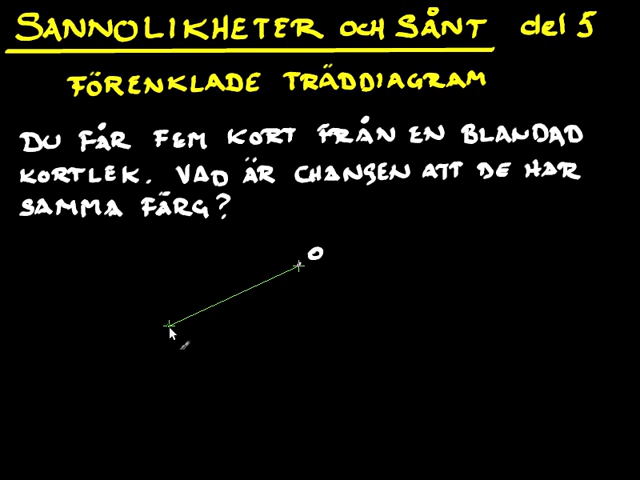 SANNOLIKHETER OCH SÅNT del 5
FÖRENKLADE TRÄDDIAGRAM
DU FÅR FEM KORT FRÅN EN BLANDAD
KORTLEK. VAD ÄR CHANSEN ATT DE HAR
SAMMA FÄRG?
O